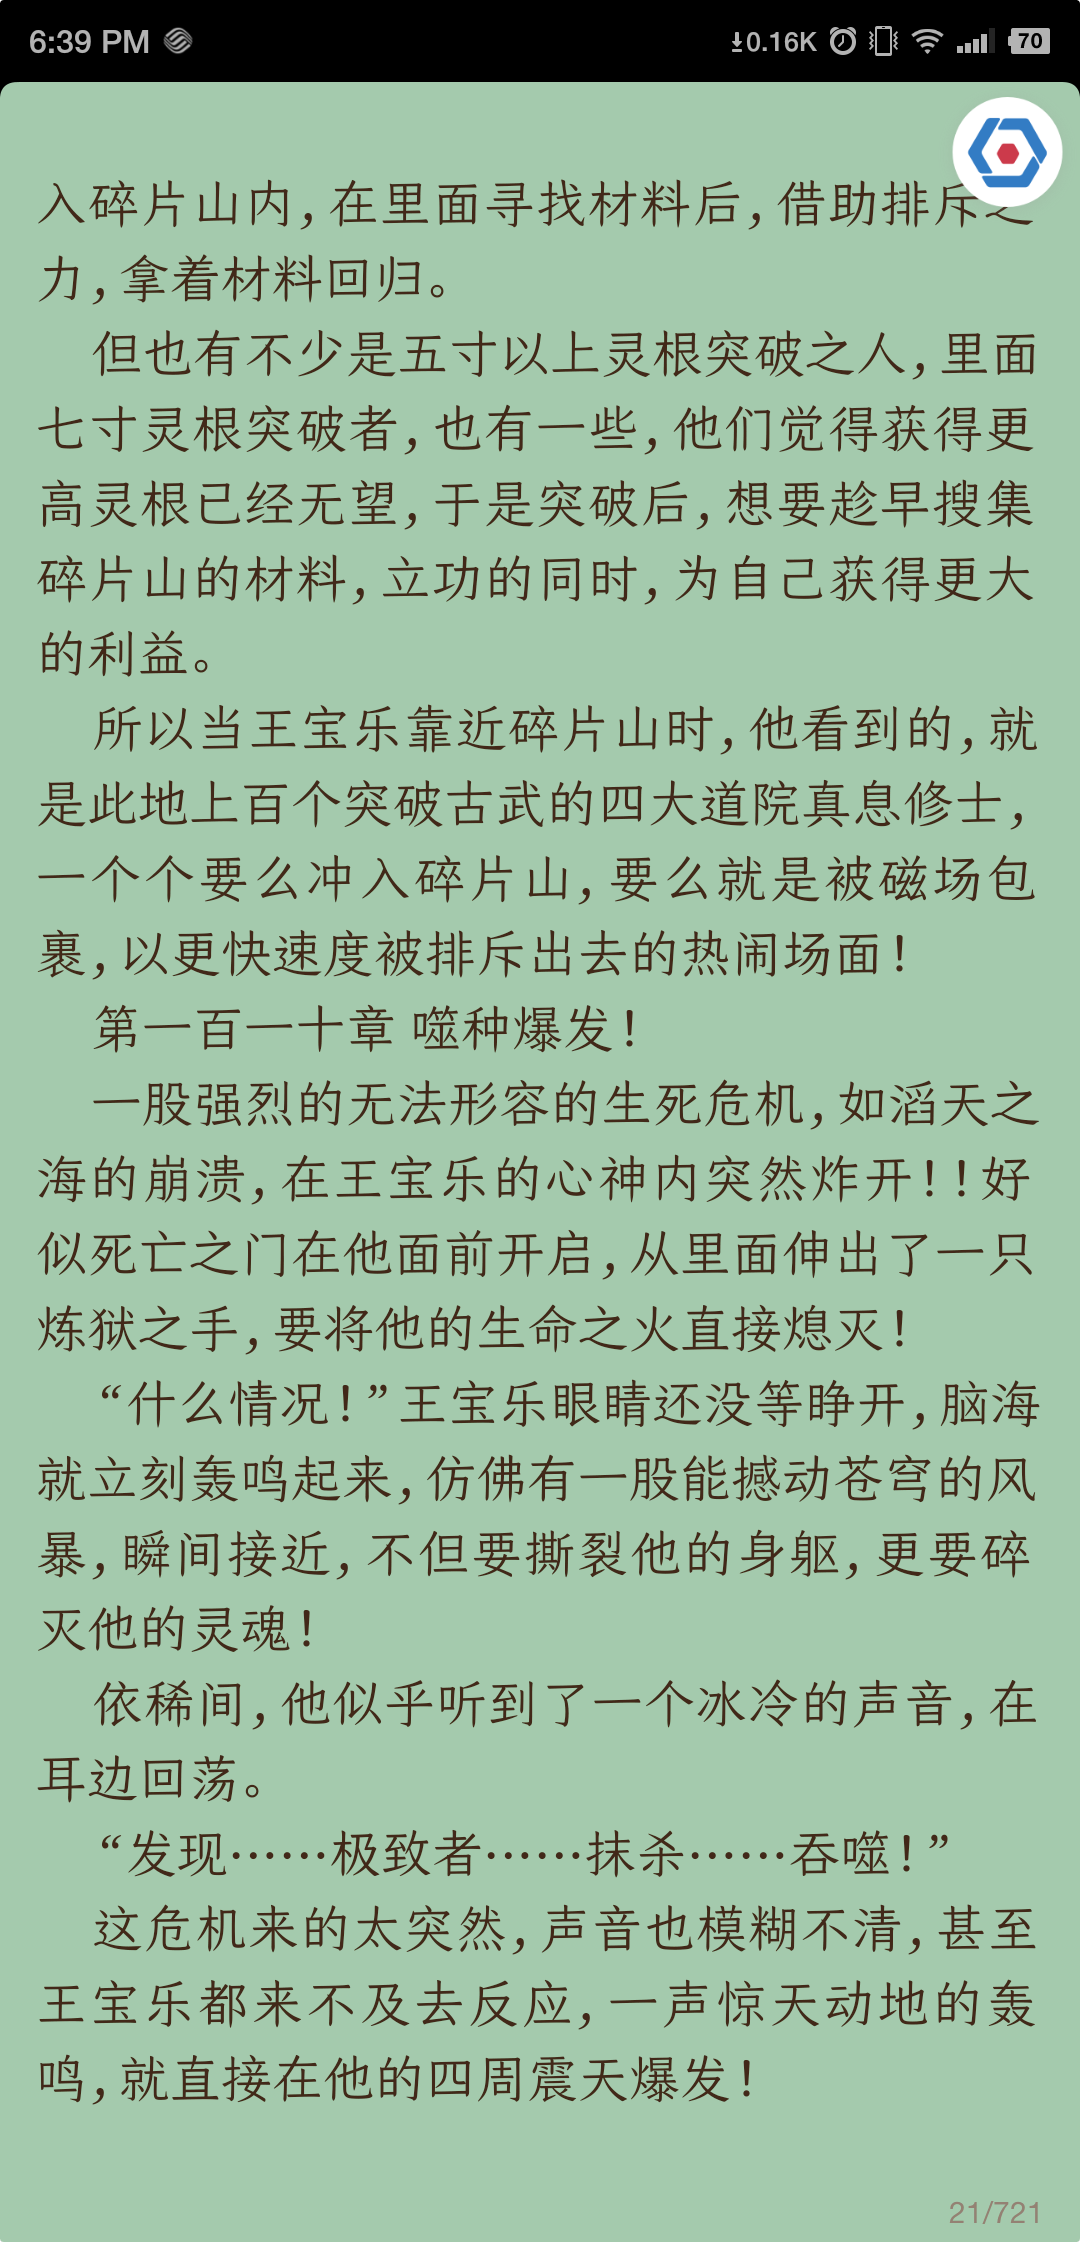 6:39 PM
0.16K
70
入碎片山内，在里面寻找材料后，借助排斥之
力，拿着材料回归。
但也有不少是五寸以上灵根突破之人，里面
七寸灵根突破者，也有一些，他们觉得获得更
高灵根已经无望，于是突破后，想要趁早搜集
碎片山的材料，立功的同时，为自己获得更大
的利益。
所以当王宝乐靠近碎片山时，他看到的，就
是此地上百个突破古武的四大道院真息修士，
一个个要么冲入碎片山，要么就是被磁场包
裹，以更快速度被排斥出去的热闹场面！
第一百一十章 噬种爆发！
一股强烈的无法形容的生死危机，如滔天之
海的崩溃，在王宝乐的心神内突然炸开！！好
似死亡之门在他面前开启，从里面伸出了一只
炼狱之手，要将他的生命之火直接熄灭！
“什么情况！”王宝乐眼睛还没等睁开，脑海
就立刻轰鸣起来，仿佛有一股能撼动苍穹的风
暴，瞬间接近，不但要撕裂他的身躯，更要碎
灭他的灵魂！
依稀间，他似乎听到了一个冰冷的声音，在
耳边回荡。
“发现……极致者……抹杀……吞噬！”
这危机来的太突然，声音也模糊不清，甚至
王宝乐都来不及去反应，一声惊天动地的轰
鸣，就直接在他的四周震天爆发！
21/721